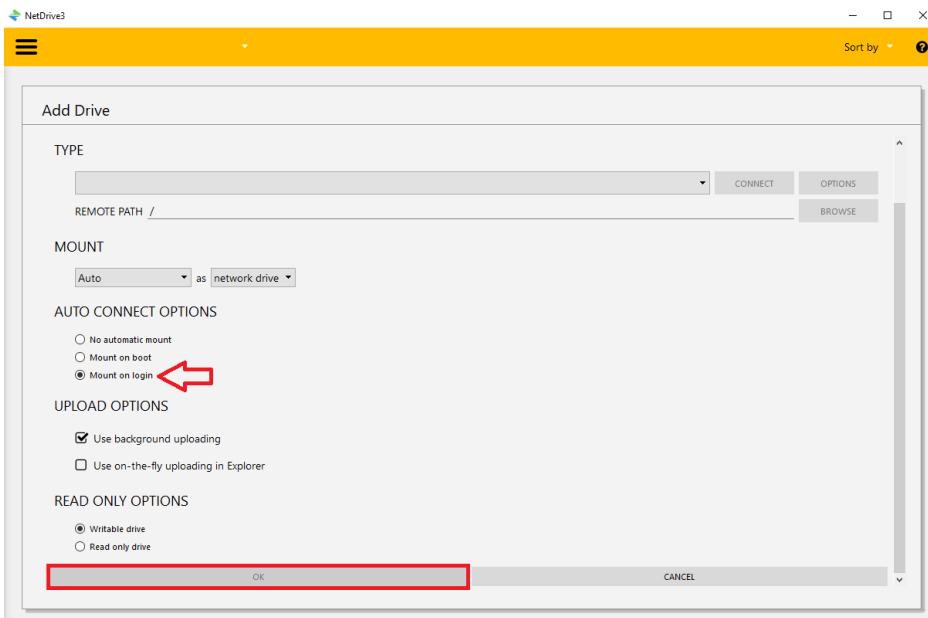 NetDrive3
Sort by
Add Drive
TYPE
CONNECT OPTIONS
REMOTE PATH / BROWSE
MOUNT
Auto as network drive
AUTO CONNECT OPTIONS
No automatic mount
Mount on boot
Mount on login
UPLOAD OPTIONS
Use background uploading
Use on-the-fly uploading in Explorer
READ ONLY OPTIONS
Writable drive
Read only drive
OK CANCEL